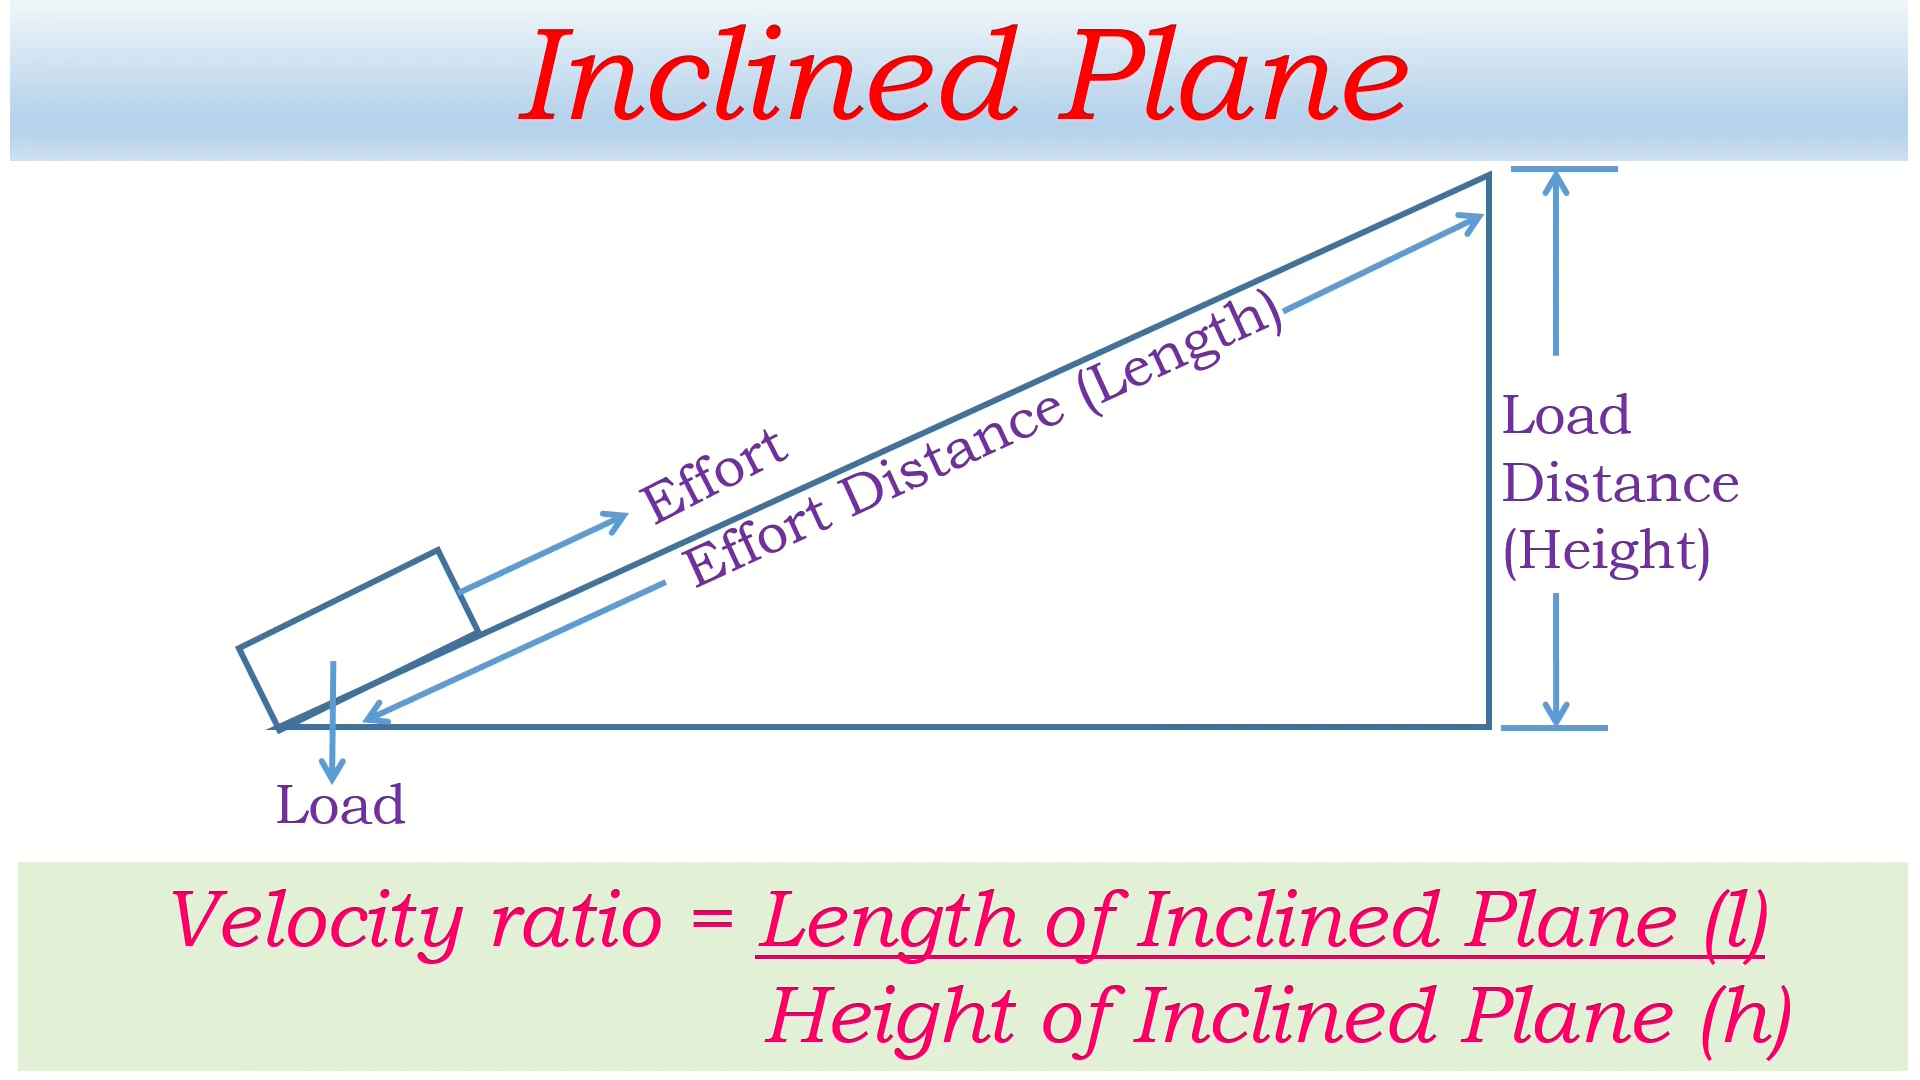 Inclined Plane
Effort
Effort Distance (Length)
Load
Distance
(Height)
Load
Velocity ratio = Length of Inclined Plane (l)
Height of Inclined Plane (h)